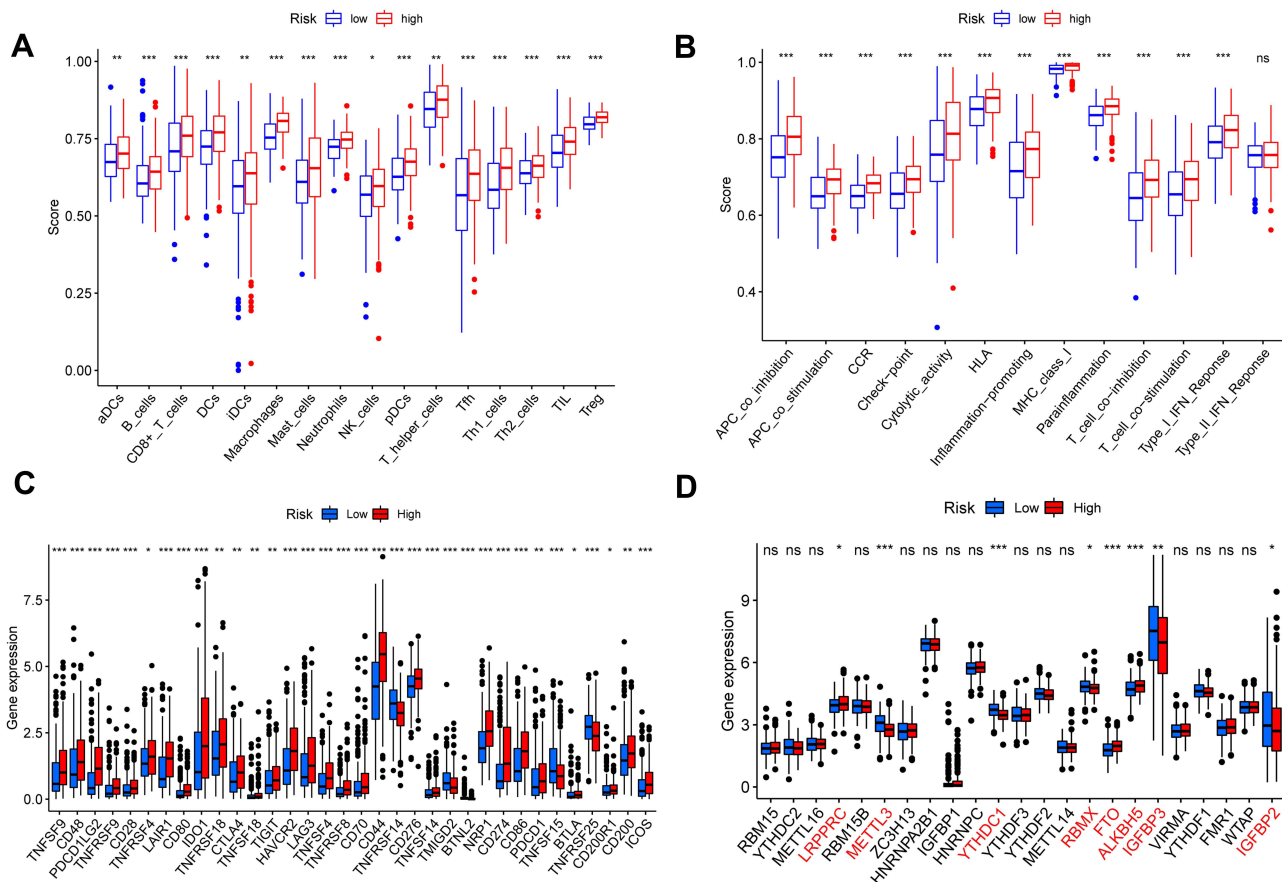 A
Risk low high
** *** *** *** ** *** *** *** * *** ** *** *** *** *** ***
Score
1.00
0.75
0.50
0.25
0.00
aDCs
B_cells
CD8+_T_cells
DCs
iDCs
Macrophages
Mast_cells
Neutrophils
NK_cells
pDCs
T_helper_cells
Tfh
Th1_cells
Th2_cells
TIL
Treg
B
Risk low high
*** *** *** *** *** *** *** *** *** *** *** *** ns
Score
1.0
0.8
0.6
0.4
APC_co_inhibition
APC_co_stimulation
CCR
Check-point
Cytolytic_activity
HLA
Inflammation-promoting
MHC_class_I
Parainflammation
T_cell_co-inhibition
T_cell_co-stimulation
Type_I_IFN_Reponse
Type_II_IFN_Reponse
C
Risk Low High
*** *** *** *** *** * *** *** *** ** ** ** ** *** *** *** *** *** *** *** *** *** *** *** *** *** *** ** *** * *** * ** ***
Gene expression
7.5
5.0
2.5
0.0
TNFSF9
CD48
PDCD1LG2
TNFRSF9
CD28
TNFRSF4
LAIR1
CD80
IDO1
TNFRSF18
CTLA4
TNFSF18
TIGIT
HAVCR2
LAG3
TNFSF4
TNFRSF8
CD70
CD44
TNFRSF14
CD276
TNFSF14
TMIGD2
BTNL2
NRP1
CD274
CD86
PDCD1
TNFSF15
BTLA
TNFRSF25
CD200R1
CD200
ICOS
D
Risk Low High
ns ns ns * ns *** ns ns ns ns *** ns ns ns * *** *** ** ns ns ns ns *
Gene expression
9
6
3
0
RBM15
YTHDC2
METTL16
LRPPRC
RBM15B
METTL3
ZC3H13
HNRNPA2B1
IGFBP1
HNRNPC
YTHDC1
YTHDF3
YTHDF2
METTL14
RBMX
FTO
ALKBH5
IGFBP3
VIRMA
YTHDF1
FMR1
WTAP
IGFBP2